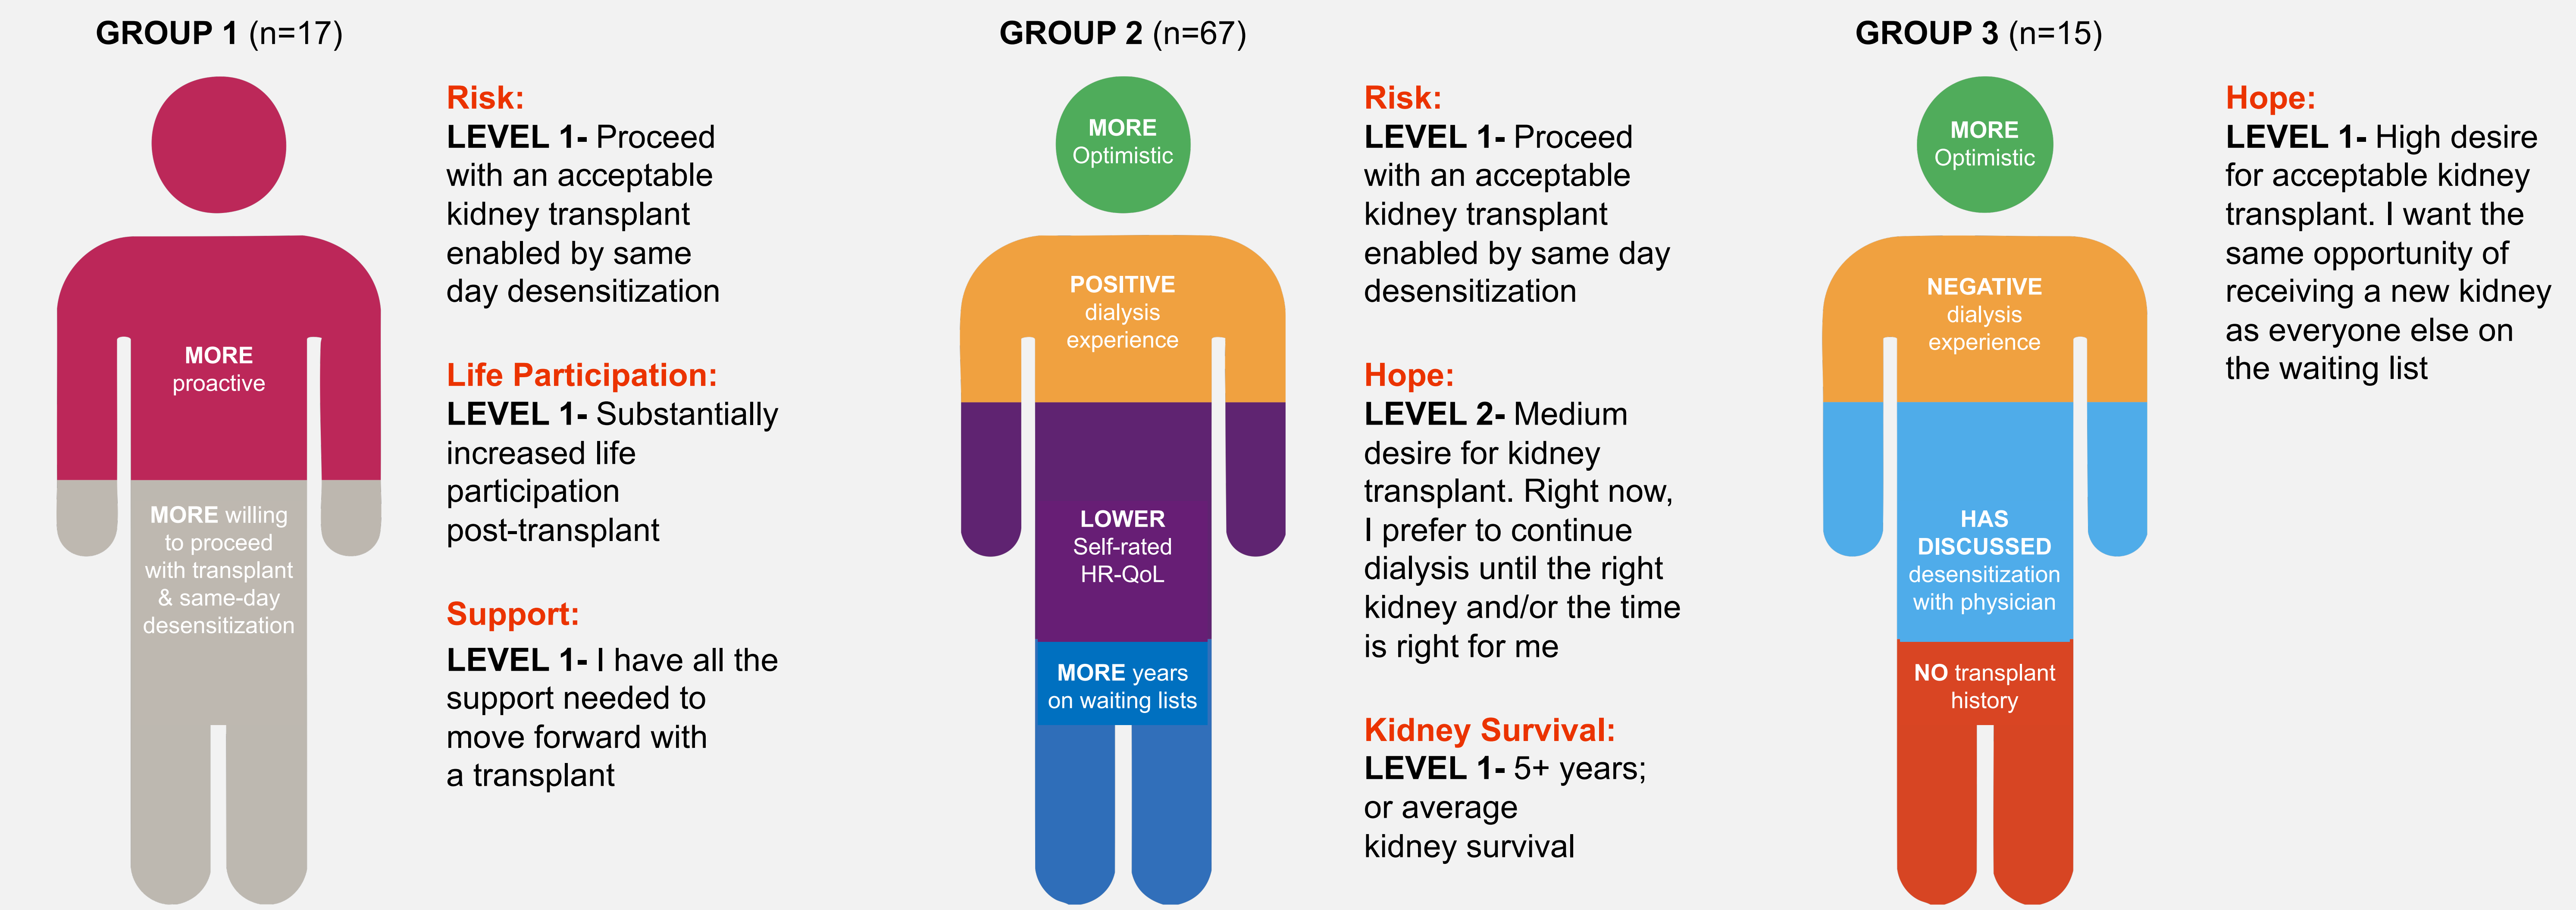 GROUP 1 (n=17)
MORE
proactive
MORE willing
to proceed
with transplant
& same-day
desensitization
Risk:
LEVEL 1- Proceed
with an acceptable
kidney transplant
enabled by same
day desensitization
Life Participation:
LEVEL 1- Substantially
increased life
participation
post-transplant
Support:
LEVEL 1- I have all the
support needed to
move forward with
a transplant
GROUP 2 (n=67)
MORE
Optimistic
POSITIVE
dialysis
experience
LOWER
Self-rated
HR-QoL
MORE years
on waiting lists
Risk:
LEVEL 1- Proceed
with an acceptable
kidney transplant
enabled by same day
desensitization
Hope:
LEVEL 2- Medium
desire for kidney
transplant. Right now,
I prefer to continue
dialysis until the right
kidney and/or the time
is right for me
Kidney Survival:
LEVEL 1- 5+ years;
or average
kidney survival
GROUP 3 (n=15)
MORE
Optimistic
NEGATIVE
dialysis
experience
HAS
DISCUSSED
desensitization
with physician
NO transplant
history
Hope:
LEVEL 1- High desire
for acceptable kidney
transplant. I want the
same opportunity of
receiving a new kidney
as everyone else on
the waiting list